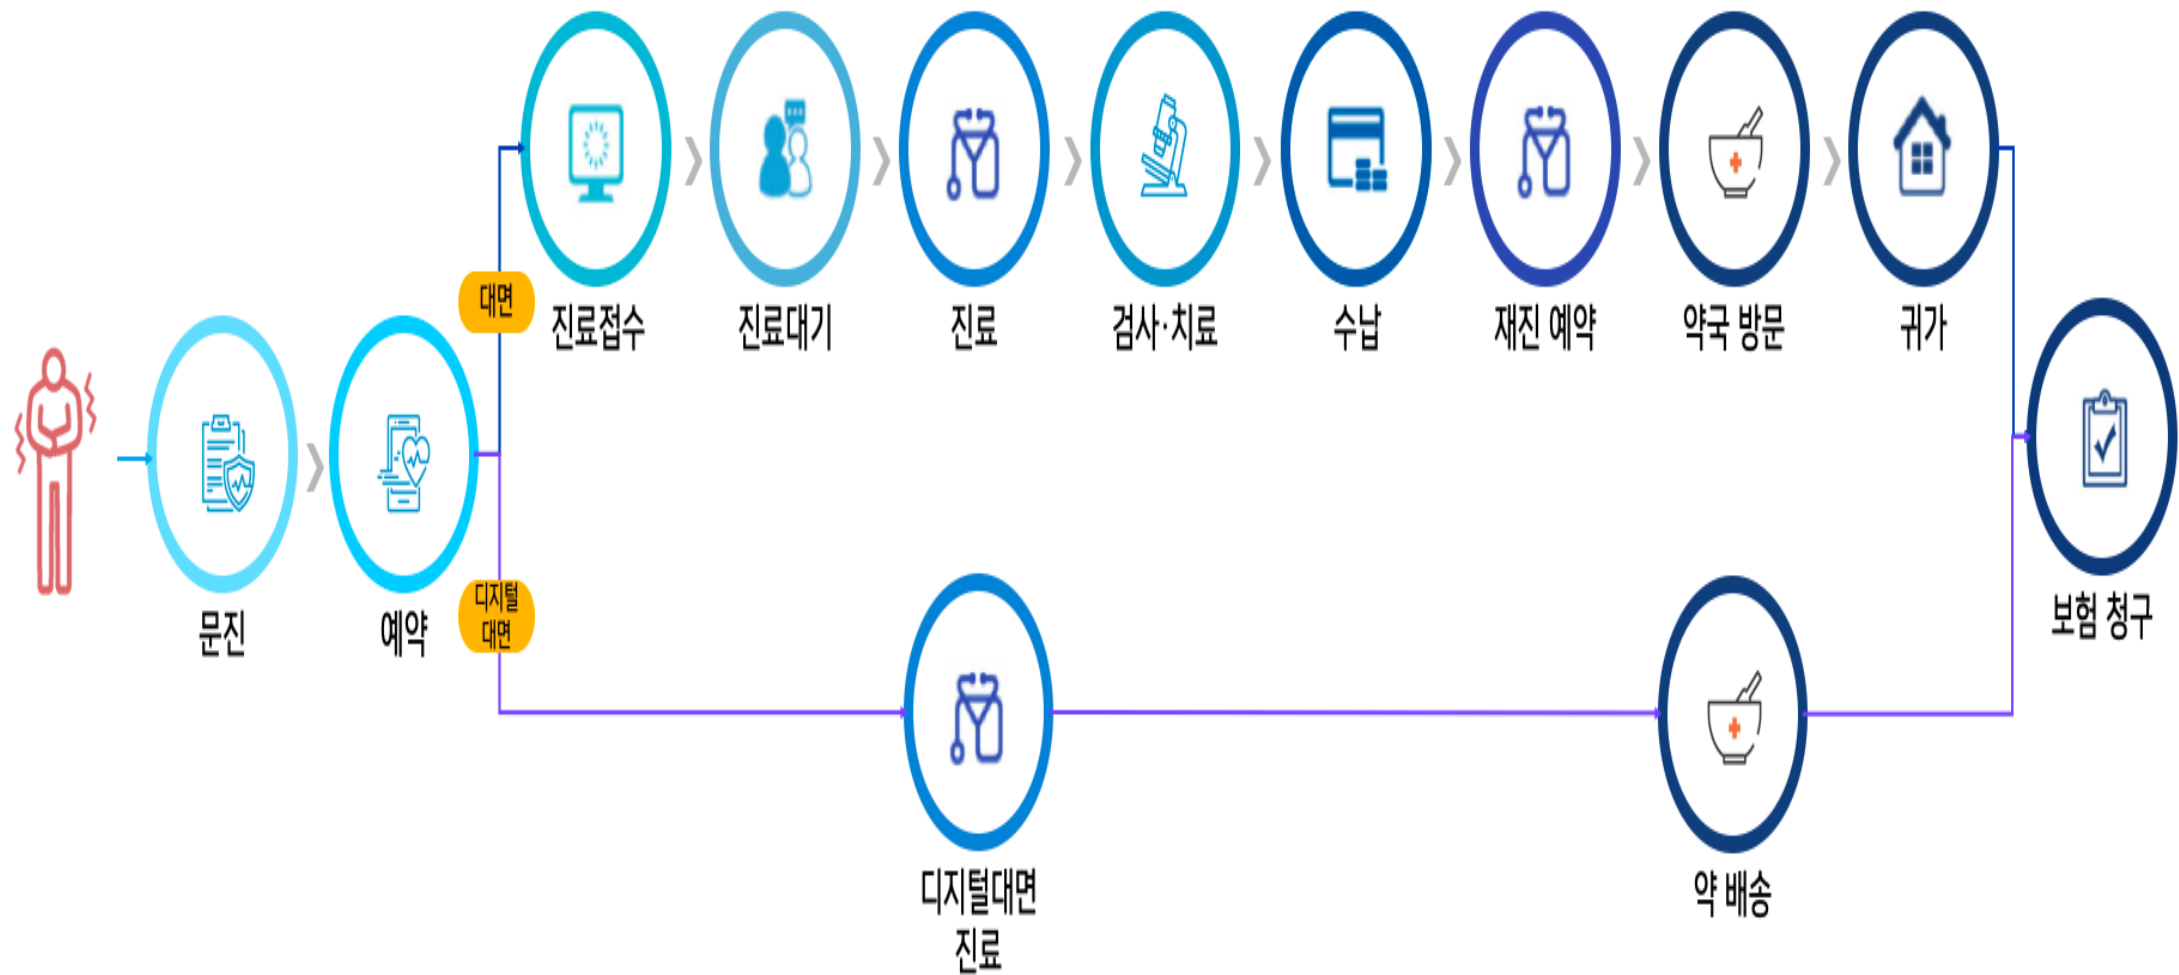 대면
진료접수
진료대기
진료
검사·치료
수납
재진 예약
약국 방문
귀가
문진
예약
디지털
대면
보험 청구
디지털대면
진료
약 배송